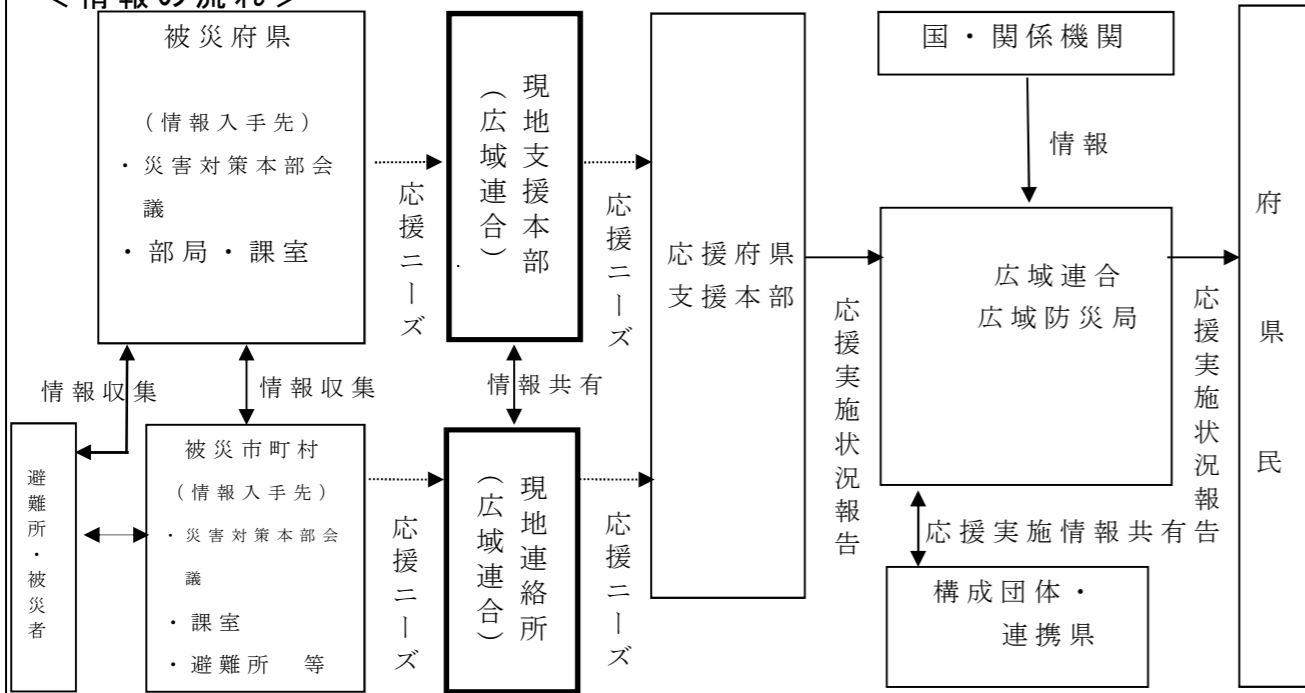 ＜情報の流れ＞
被災府県
（情報入手先）
・災害対策本部会
議
・部局・課室
応援ニーズ
現地支援本部
（広域連合）
応援ニーズ
応援府県
支援本部
応援実施状況報告
国・関係機関
情報
広域連合
広域防災局
応援実施状況報告
府県民
情報収集
情報収集
情報共有
避難所・被災者
被災市町村
（情報入手先）
・災害対策本部会
議
・課室
・避難所　等
応援ニーズ
現地連絡所
（広域連合）
応援ニーズ
応援実施情報共有
構成団体・
連携県